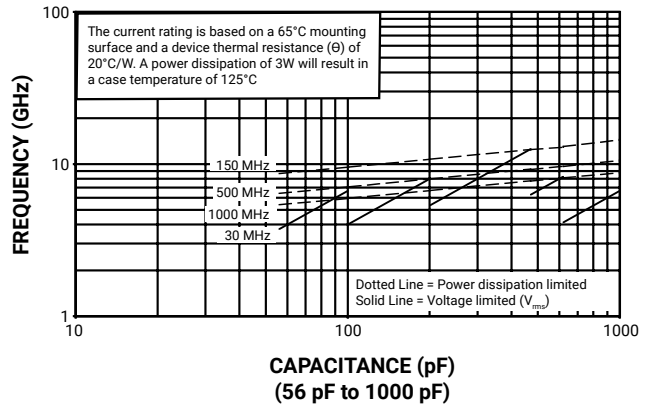 100
The current rating is based on a 65°C mounting
surface and a device thermal resistance (Θ) of
20°C/W. A power dissipation of 3W will result in
a case temperature of 125°C
FREQUENCY (GHz)
10
150 MHz
500 MHz
1000 MHz
30 MHz
Dotted Line = Power dissipation limited
Solid Line = Voltage limited (Vrms)
1
10
100
1000
CAPACITANCE (pF)
(56 pF to 1000 pF)